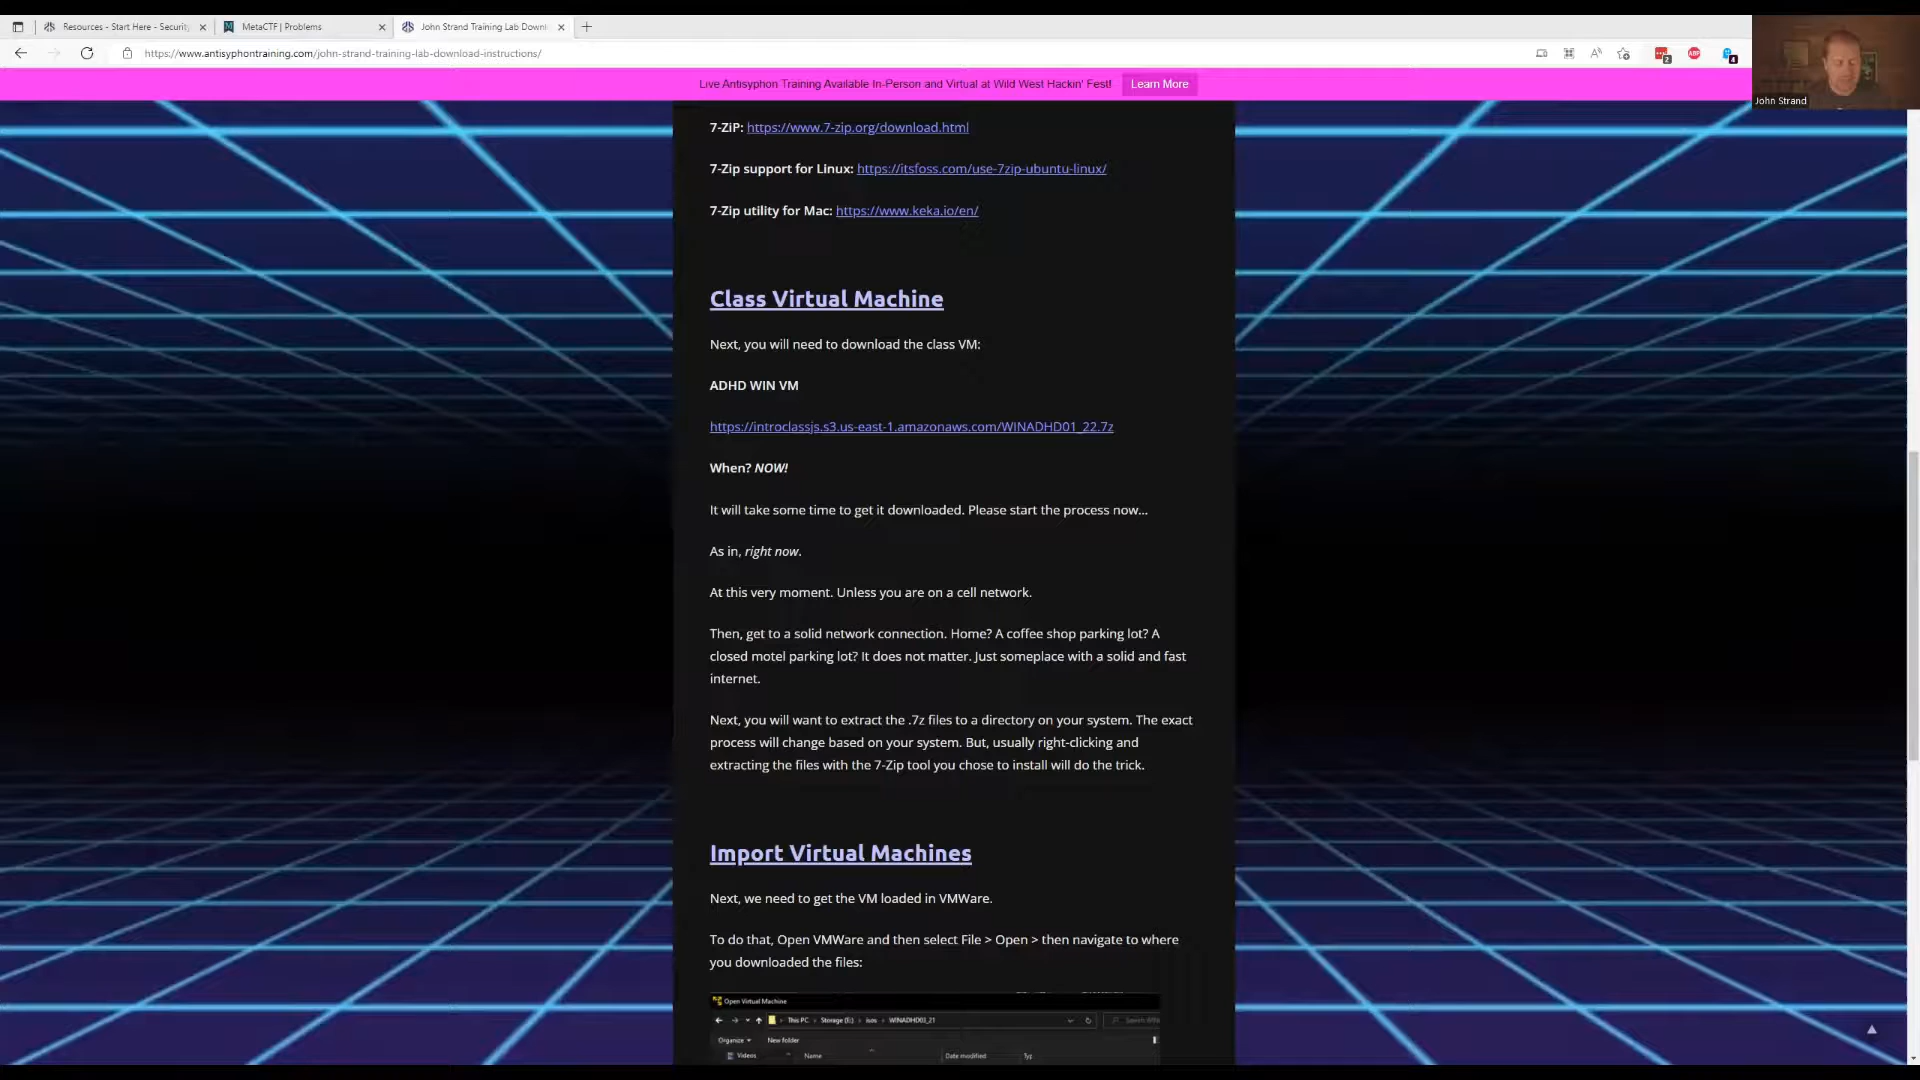 Resources - Start Here - Security
MetaCTF | Problems
John Strand Training Lab Downl
https://www.antisyphontraining.com/john-strand-training-lab-download-instructions/
Live Antisyphon Training Available In-Person and Virtual at Wild West Hackin' Fest!
Learn More
John Strand
7-ZiP: https://www.7-zip.org/download.html
7-Zip support for Linux: https://itsfoss.com/use-7zip-ubuntu-linux/
7-Zip utility for Mac: https://www.keka.io/en/
Class Virtual Machine
Next, you will need to download the class VM:
ADHD WIN VM
https://introclassjs.s3.us-east-1.amazonaws.com/WINADHD01_22.7z
When? NOW!
It will take some time to get it downloaded. Please start the process now...
As in, right now.
At this very moment. Unless you are on a cell network.
Then, get to a solid network connection. Home? A coffee shop parking lot? A
closed motel parking lot? It does not matter. Just someplace with a solid and fast
internet.
Next, you will want to extract the .7z files to a directory on your system. The exact
process will change based on your system. But, usually right-clicking and
extracting the files with the 7-Zip tool you chose to install will do the trick.
Import Virtual Machines
Next, we need to get the VM loaded in VMWare.
To do that, Open VMWare and then select File > Open > then navigate to where
you downloaded the files:
Open Virtual Machine
This PC > Storage (E:) > isos > WINADHD03_21
Organize New folder
Videos Name Date modified Typ